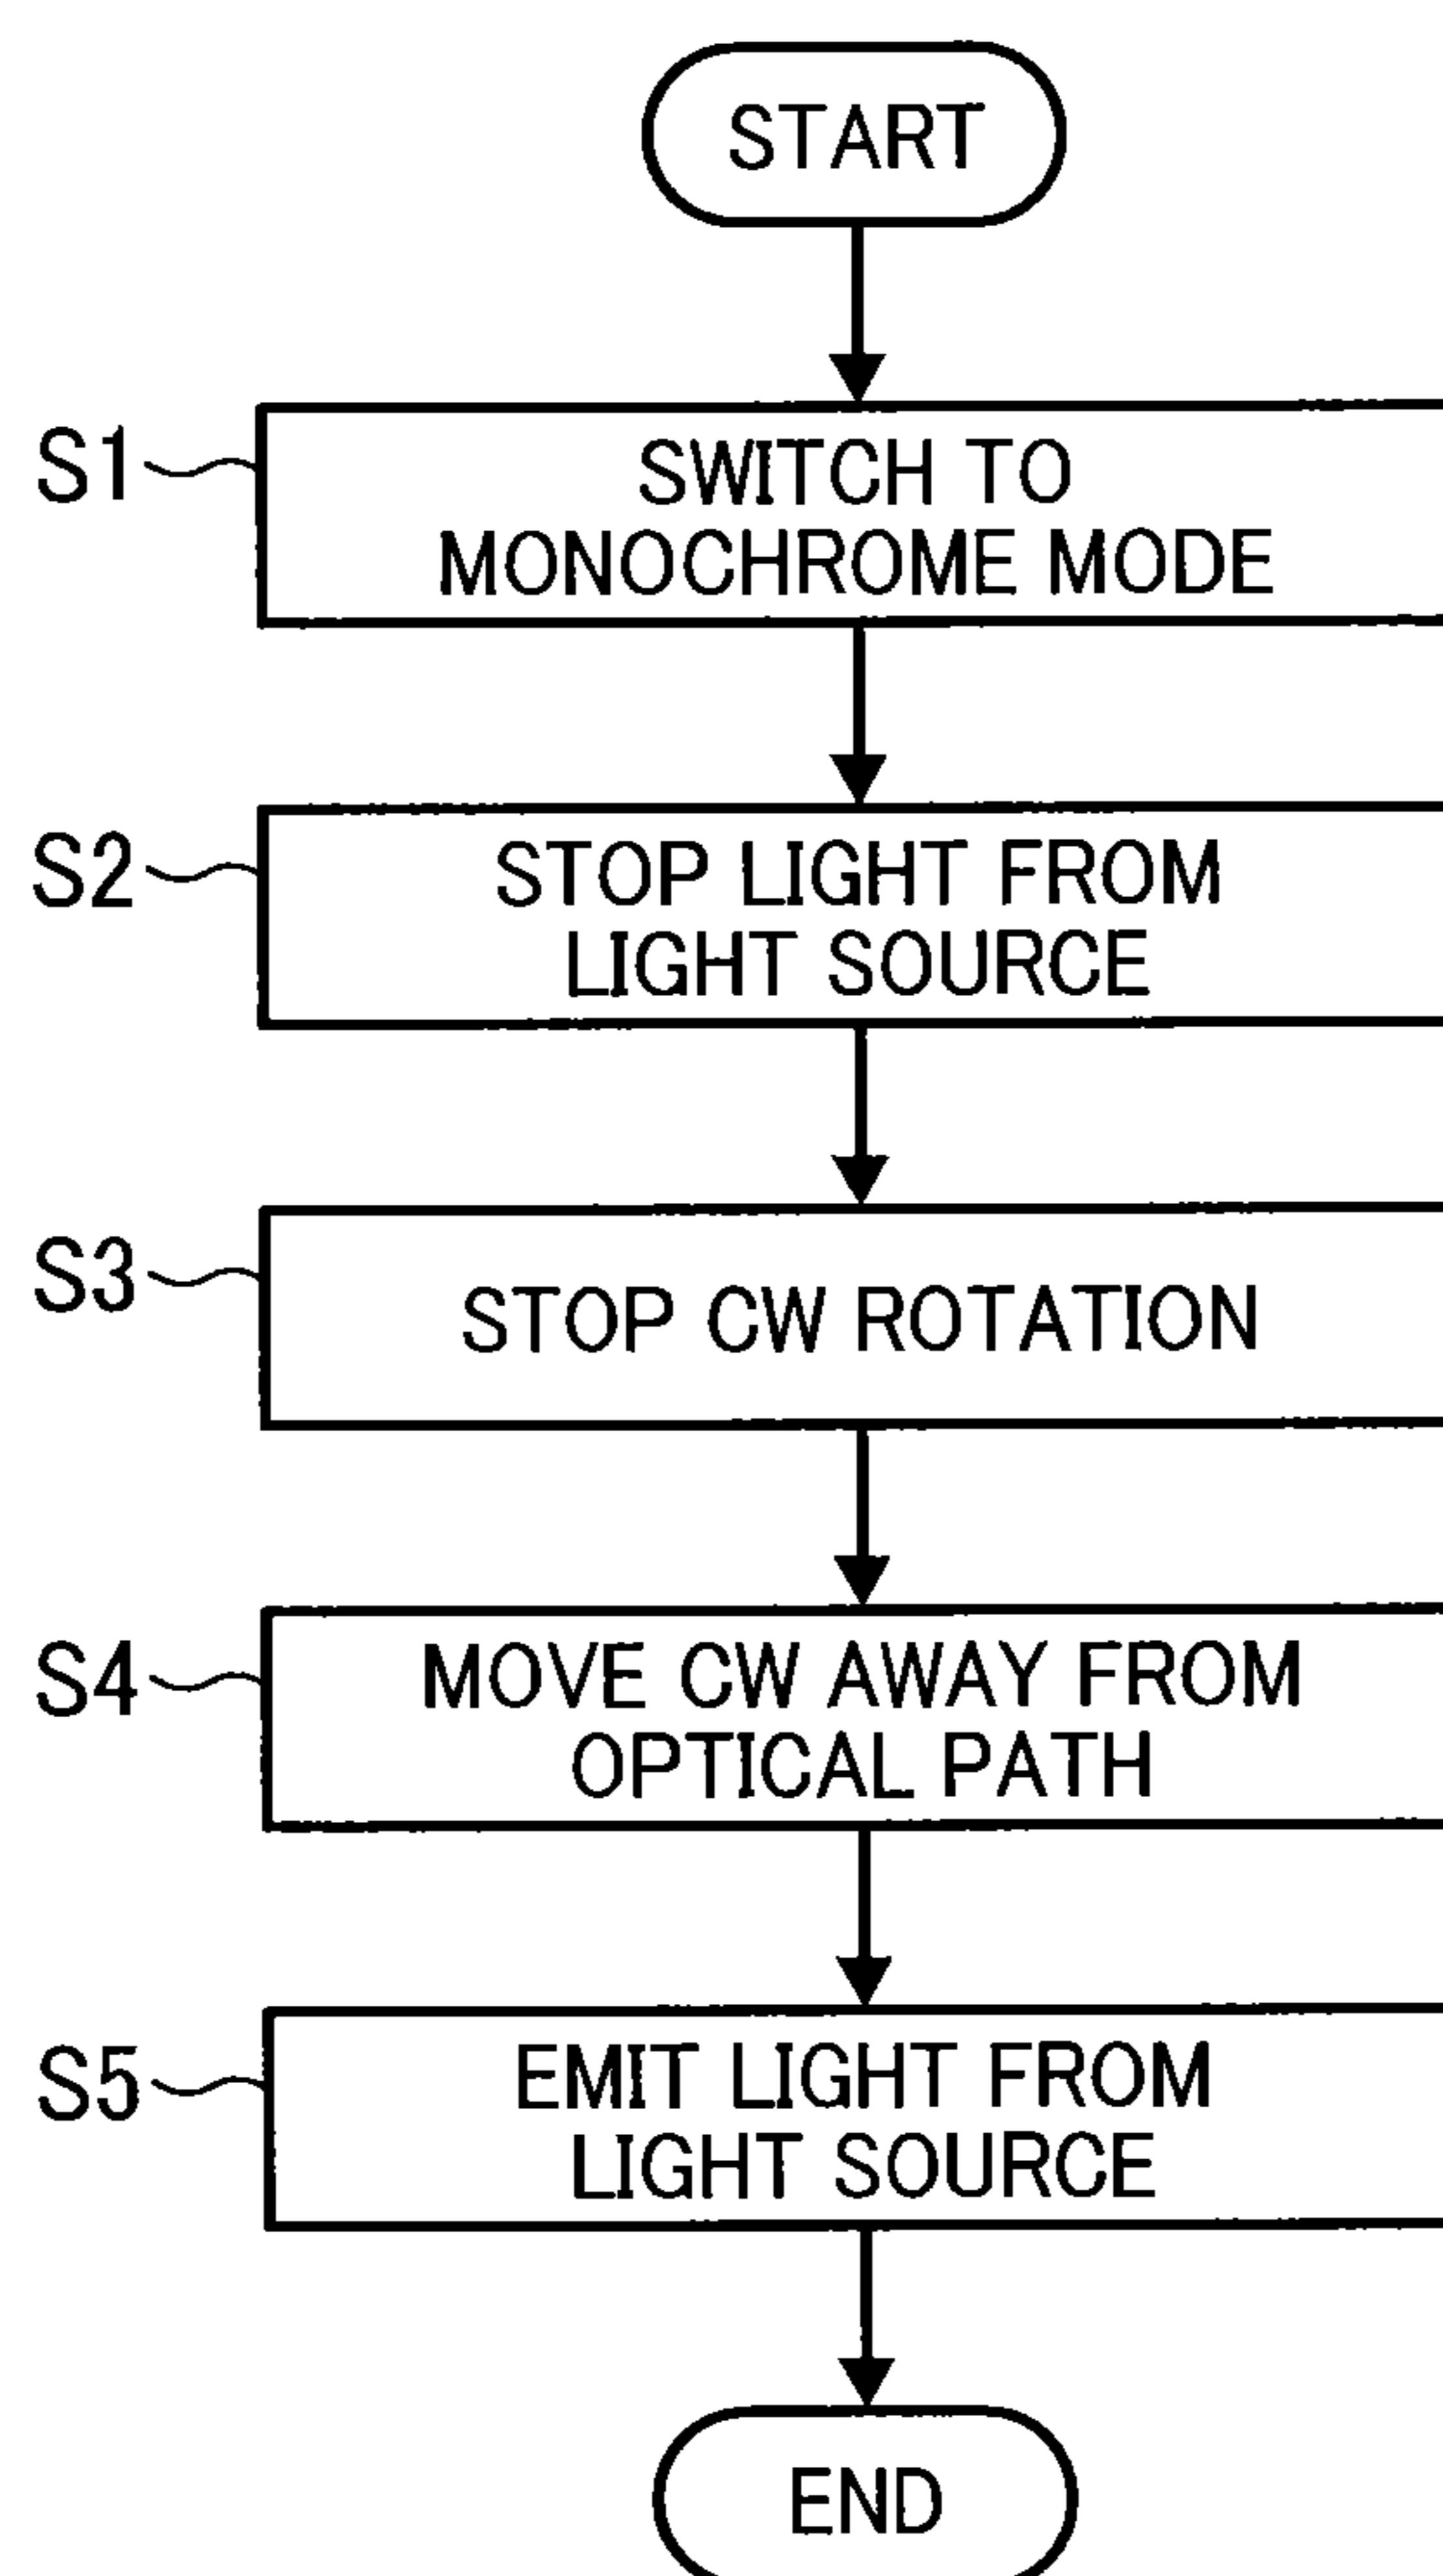 START
S1
SWITCH TO
MONOCHROME MODE
S2
STOP LIGHT FROM
LIGHT SOURCE
S3
STOP CW ROTATION
S4
MOVE CW AWAY FROM
OPTICAL PATH
S5
EMIT LIGHT FROM
LIGHT SOURCE
END